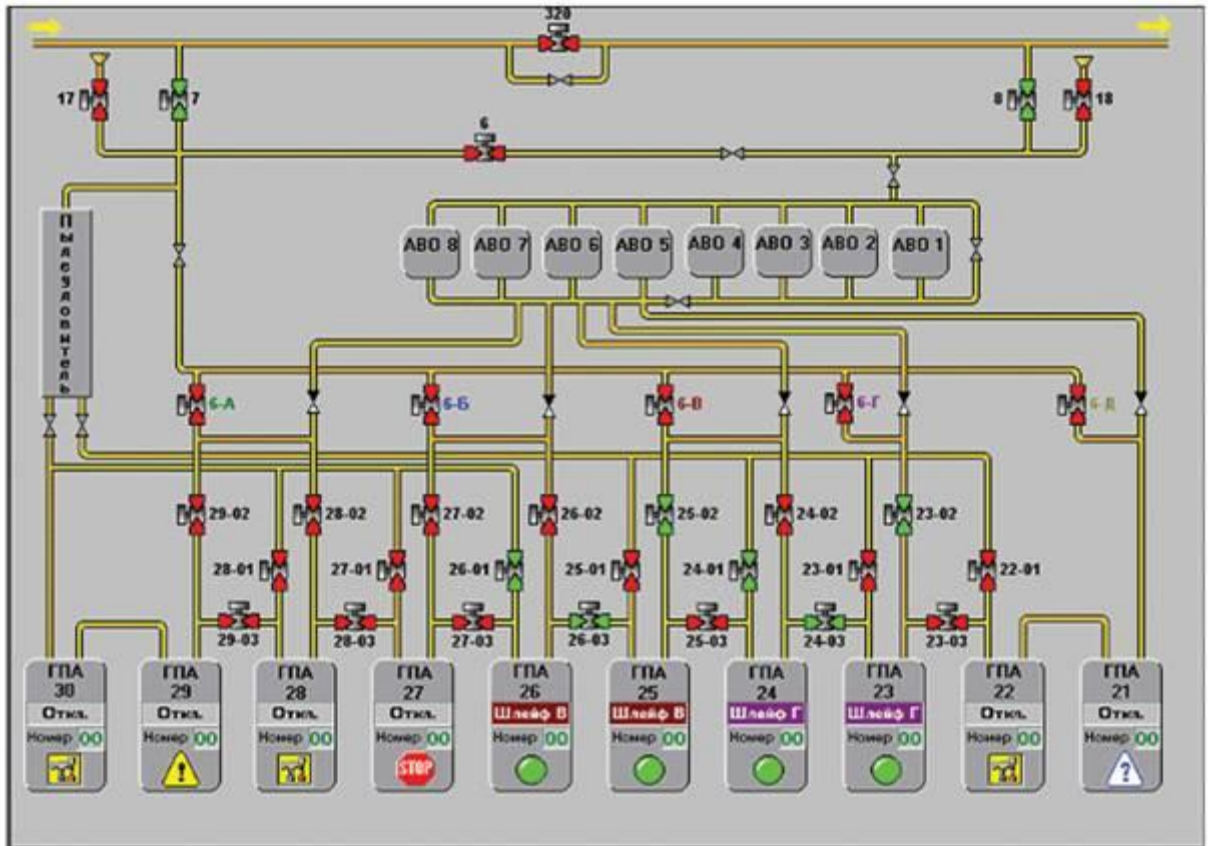 320
17
7
8
18
6
Пылеуловитель
АВО 8
АВО 7
АВО 6
АВО 5
АВО 4
АВО 3
АВО 2
АВО 1
6-А
6-Б
6-В
6-Г
6-Д
29-02
28-02
27-02
26-02
25-02
24-02
23-02
28-01
27-01
26-01
25-01
24-01
23-01
22-01
29-03
28-03
27-03
26-03
25-03
24-03
23-03
ГПА
30
Откл.
Номер 00
ГПА
29
Откл.
Номер 00
ГПА
28
Откл.
Номер 00
ГПА
27
Откл.
Номер 00
STOP
ГПА
26
Шлейф В
Номер 00
ГПА
25
Шлейф В
Номер 00
ГПА
24
Шлейф Г
Номер 00
ГПА
23
Шлейф Г
Номер 00
ГПА
22
Откл.
Номер 00
ГПА
21
Откл.
Номер 00
?